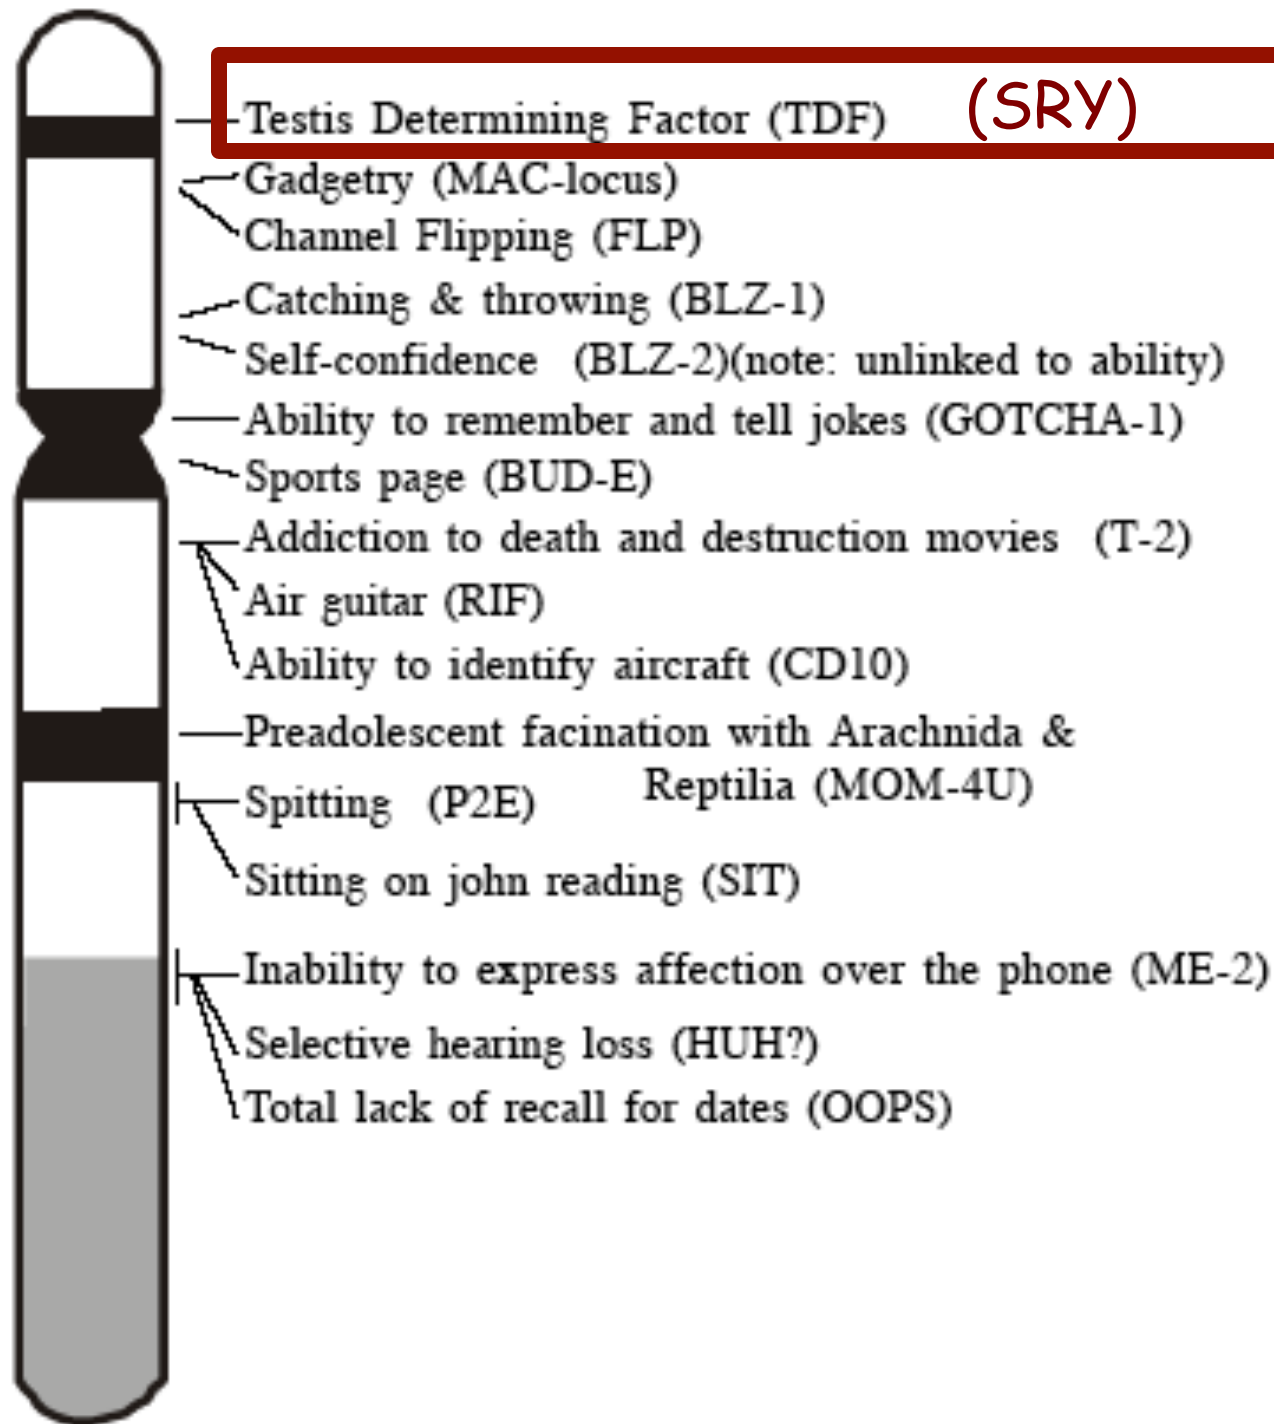 Testis Determining Factor (TDF) (SRY)
Gadgetry (MAC-locus)
Channel Flipping (FLP)
Catching & throwing (BLZ-1)
Self-confidence (BLZ-2)(note: unlinked to ability)
Ability to remember and tell jokes (GOTCHA-1)
Sports page (BUD-E)
Addiction to death and destruction movies (T-2)
Air guitar (RIF)
Ability to identify aircraft (CD10)
Preadolescent facination with Arachnida &
Reptilia (MOM-4U)
Spitting (P2E)
Sitting on john reading (SIT)
Inability to express affection over the phone (ME-2)
Selective hearing loss (HUH?)
Total lack of recall for dates (OOPS)